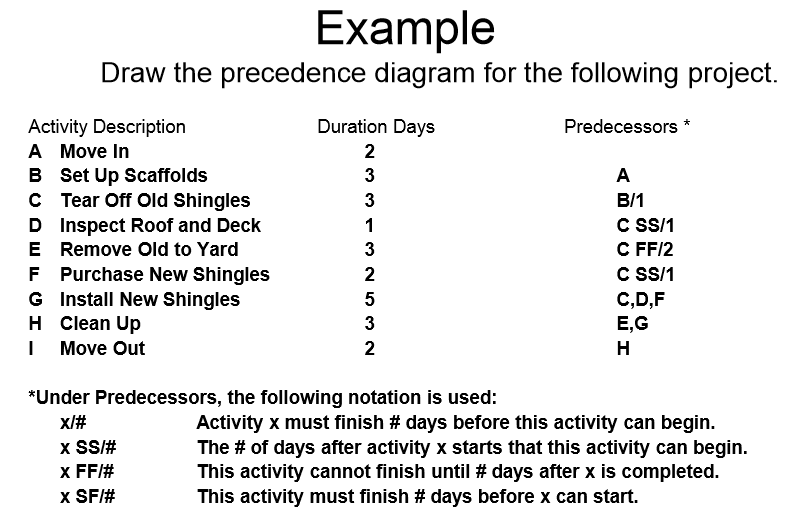 Example
Draw the precedence diagram for the following project.
Activity Description Duration Days Predecessors *
A Move In 2
B Set Up Scaffolds 3 A
C Tear Off Old Shingles 3 B/1
D Inspect Roof and Deck 1 C SS/1
E Remove Old to Yard 3 C FF/2
F Purchase New Shingles 2 C SS/1
G Install New Shingles 5 C,D,F
H Clean Up 3 E,G
I Move Out 2 H
*Under Predecessors, the following notation is used:
x/# Activity x must finish # days before this activity can begin.
x SS/# The # of days after activity x starts that this activity can begin.
x FF/# This activity cannot finish until # days after x is completed.
x SF/# This activity must finish # days before x can start.